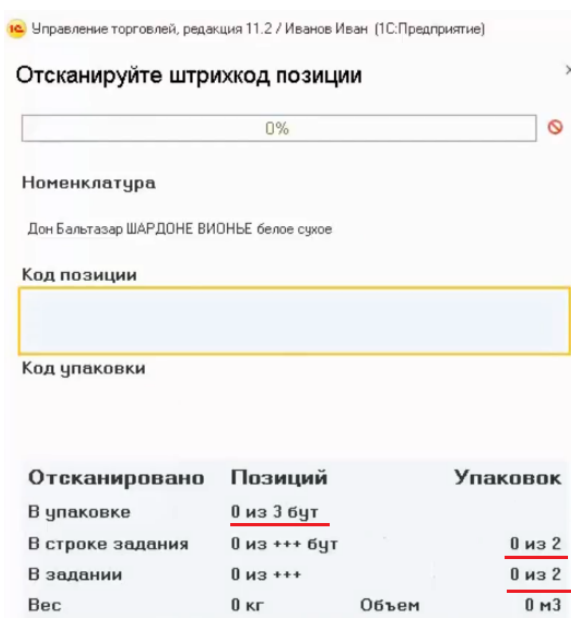 1С Управление торговлей, редакция 11.2 / Иванов Иван (1С:Предприятие)
Отсканируйте штрихкод позиции
0%
Номенклатура
Дон Бальтазар ШАРДОНЕ ВИОНЬЕ белое сухое
Код позиции
Код упаковки
Отсканировано Позиций Упаковок
В упаковке 0 из 3 бут
В строке задания 0 из +++ бут 0 из 2
В задании 0 из +++ 0 из 2
Вес 0 кг Объем 0 м3